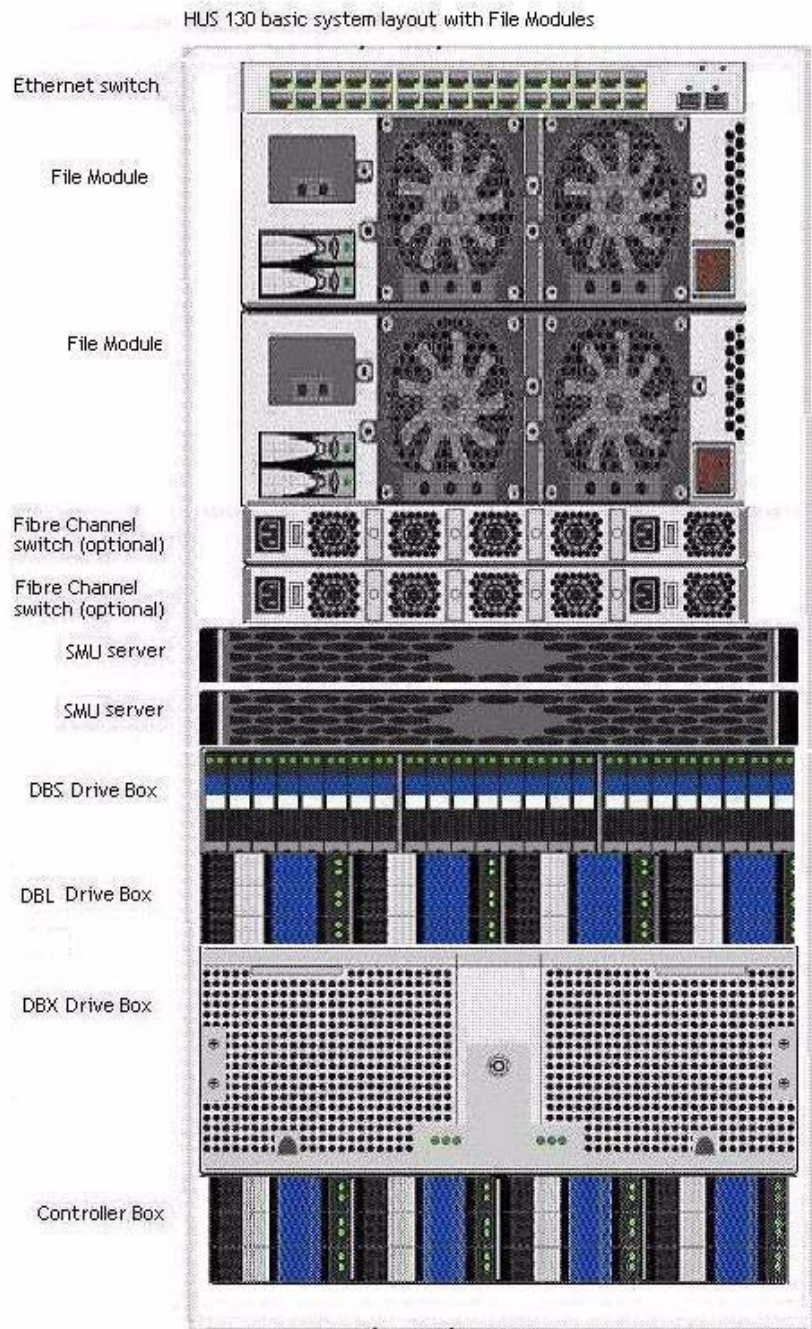 HUS 130 basic system layout with File Modules
Ethernet switch
File Module
File Module
Fibre Channel
switch (optional)
Fibre Channel
switch (optional)
SMU server
SMU server
DBS Drive Box
DBL Drive Box
DBX Drive Box
Controller Box